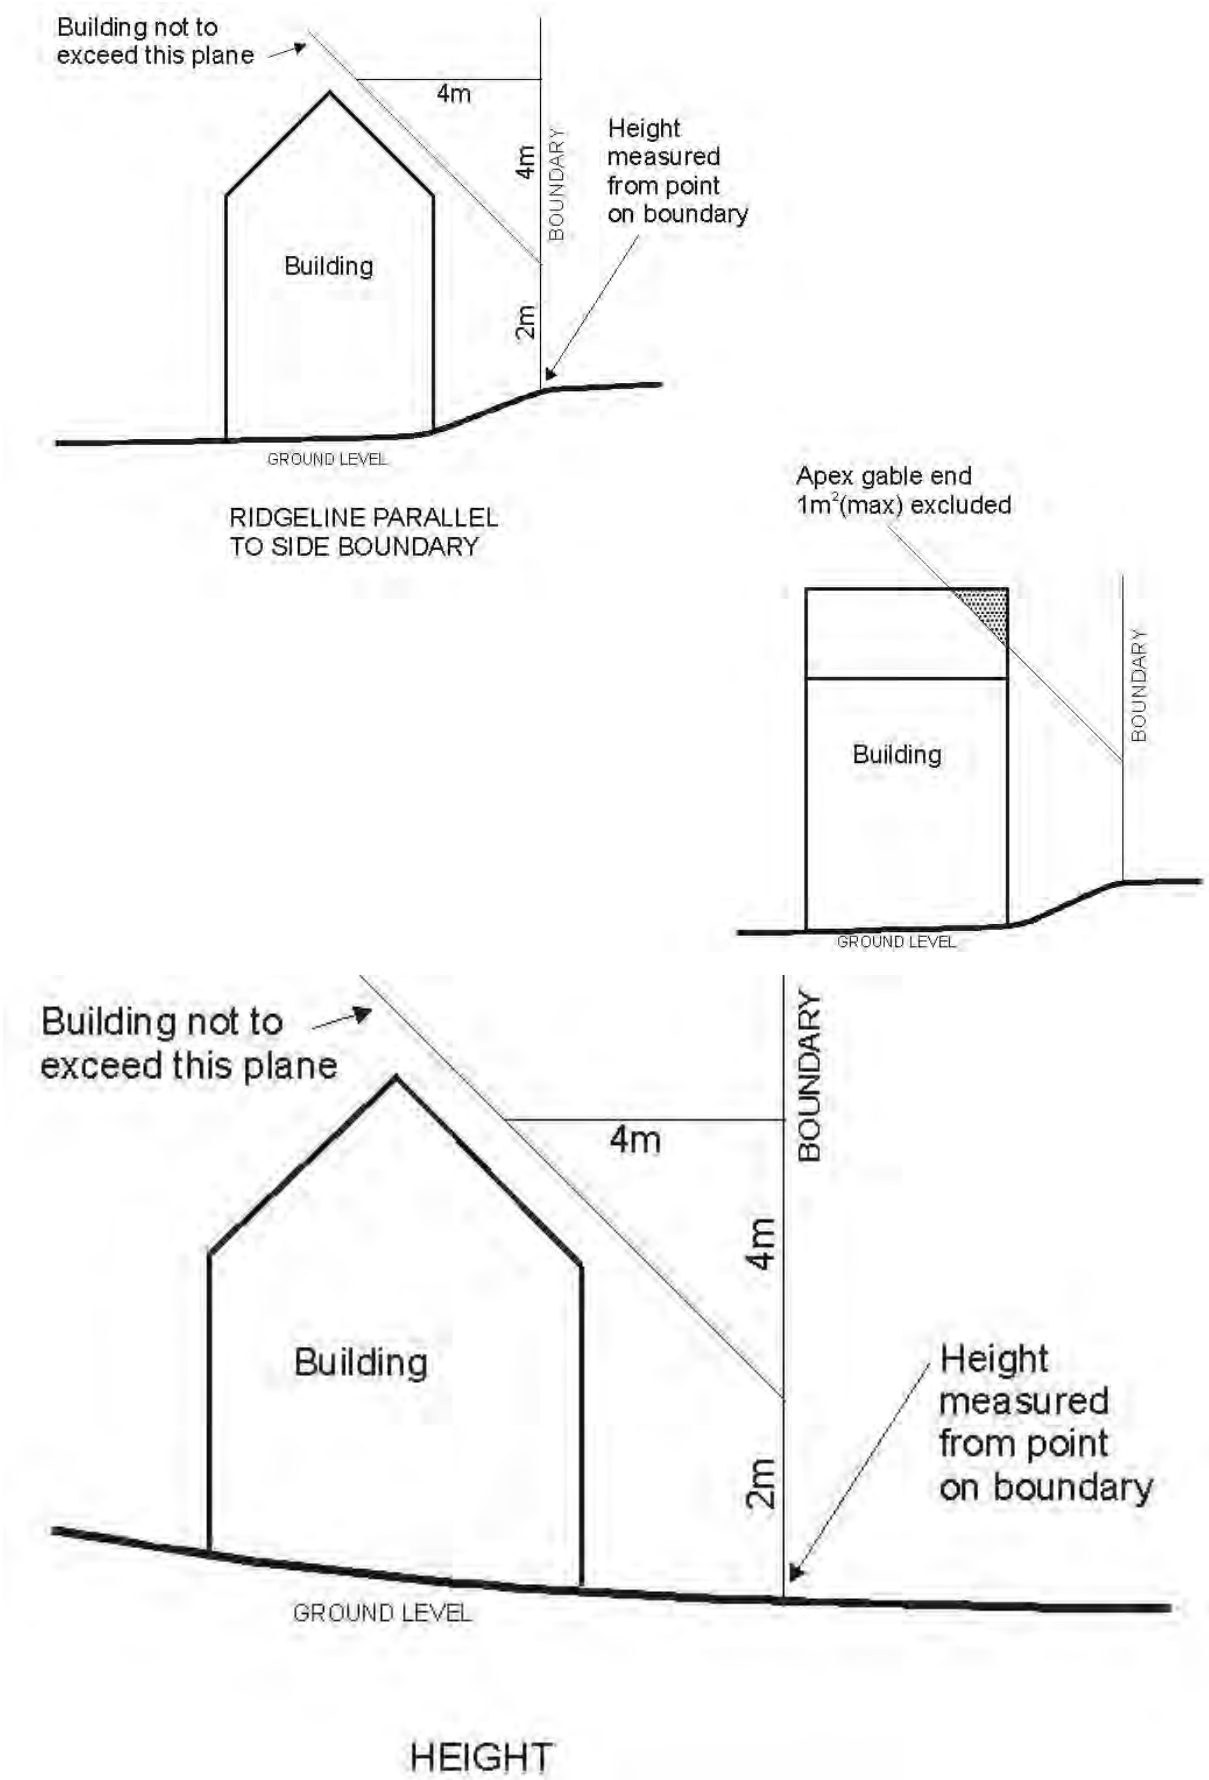 Building not to
exceed this plane
4m
4m
BOUNDARY
Height
measured
from point
on boundary
Building
2m
GROUND LEVEL
RIDGELINE PARALLEL
TO SIDE BOUNDARY
Apex gable end
1m²(max) excluded
BOUNDARY
Building
GROUND LEVEL
Building not to
exceed this plane
BOUNDARY
4m
4m
Building
Height
measured
from point
on boundary
2m
GROUND LEVEL
HEIGHT